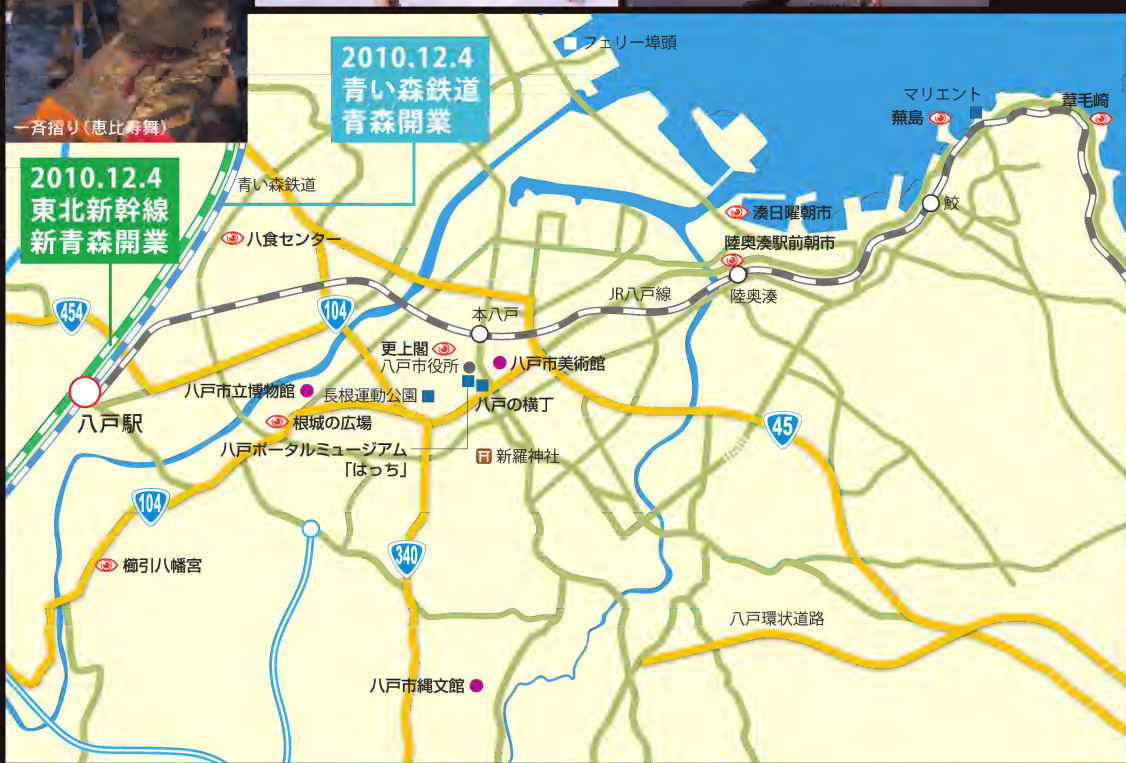 一斉摺り(恵比寿舞)
2010.12.4
青い森鉄道
青森開業
フェリー埠頭
マリエント
蕪島
葦毛崎
2010.12.4
東北新幹線
新青森開業
青い森鉄道
八食センター
湊日曜朝市
陸奥湊駅前朝市
鮫
454
104
JR八戸線
陸奥湊
本八戸
更上閣
八戸市役所
八戸市美術館
八戸駅
八戸市立博物館
長根運動公園
八戸の横丁
根城の広場
45
八戸ポータルミュージアム
「はっち」
新羅神社
104
340
櫛引八幡宮
八戸環状道路
八戸市縄文館